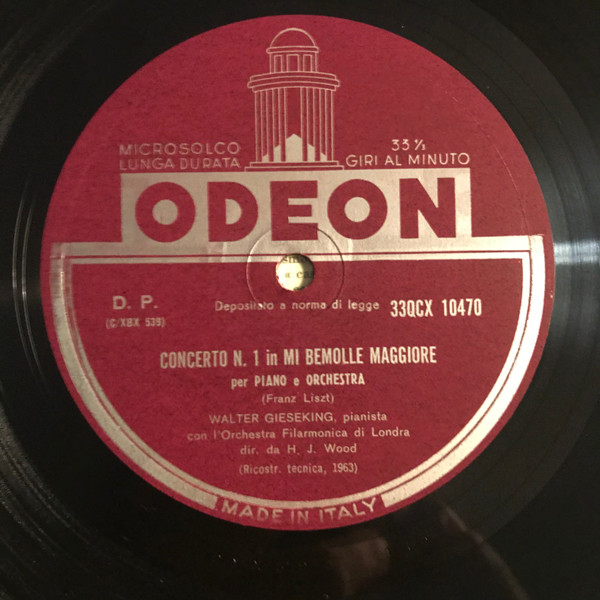 MICROSOLCO
LUNGA DURATA
33 ⅓
GIRI AL MINUTO
ODEON
D. P.
(C/XBX 539)
Depositato a norma di legge
33QCX 10470
CONCERTO N. 1 in MI BEMOLLE MAGGIORE
per PIANO e ORCHESTRA
(Franz Liszt)
WALTER GIESEKING, pianista
con l'Orchestra Filarmonica di Londra
dir. da H. J. Wood
(Ricostr. tecnica, 1963)
MADE IN ITALY